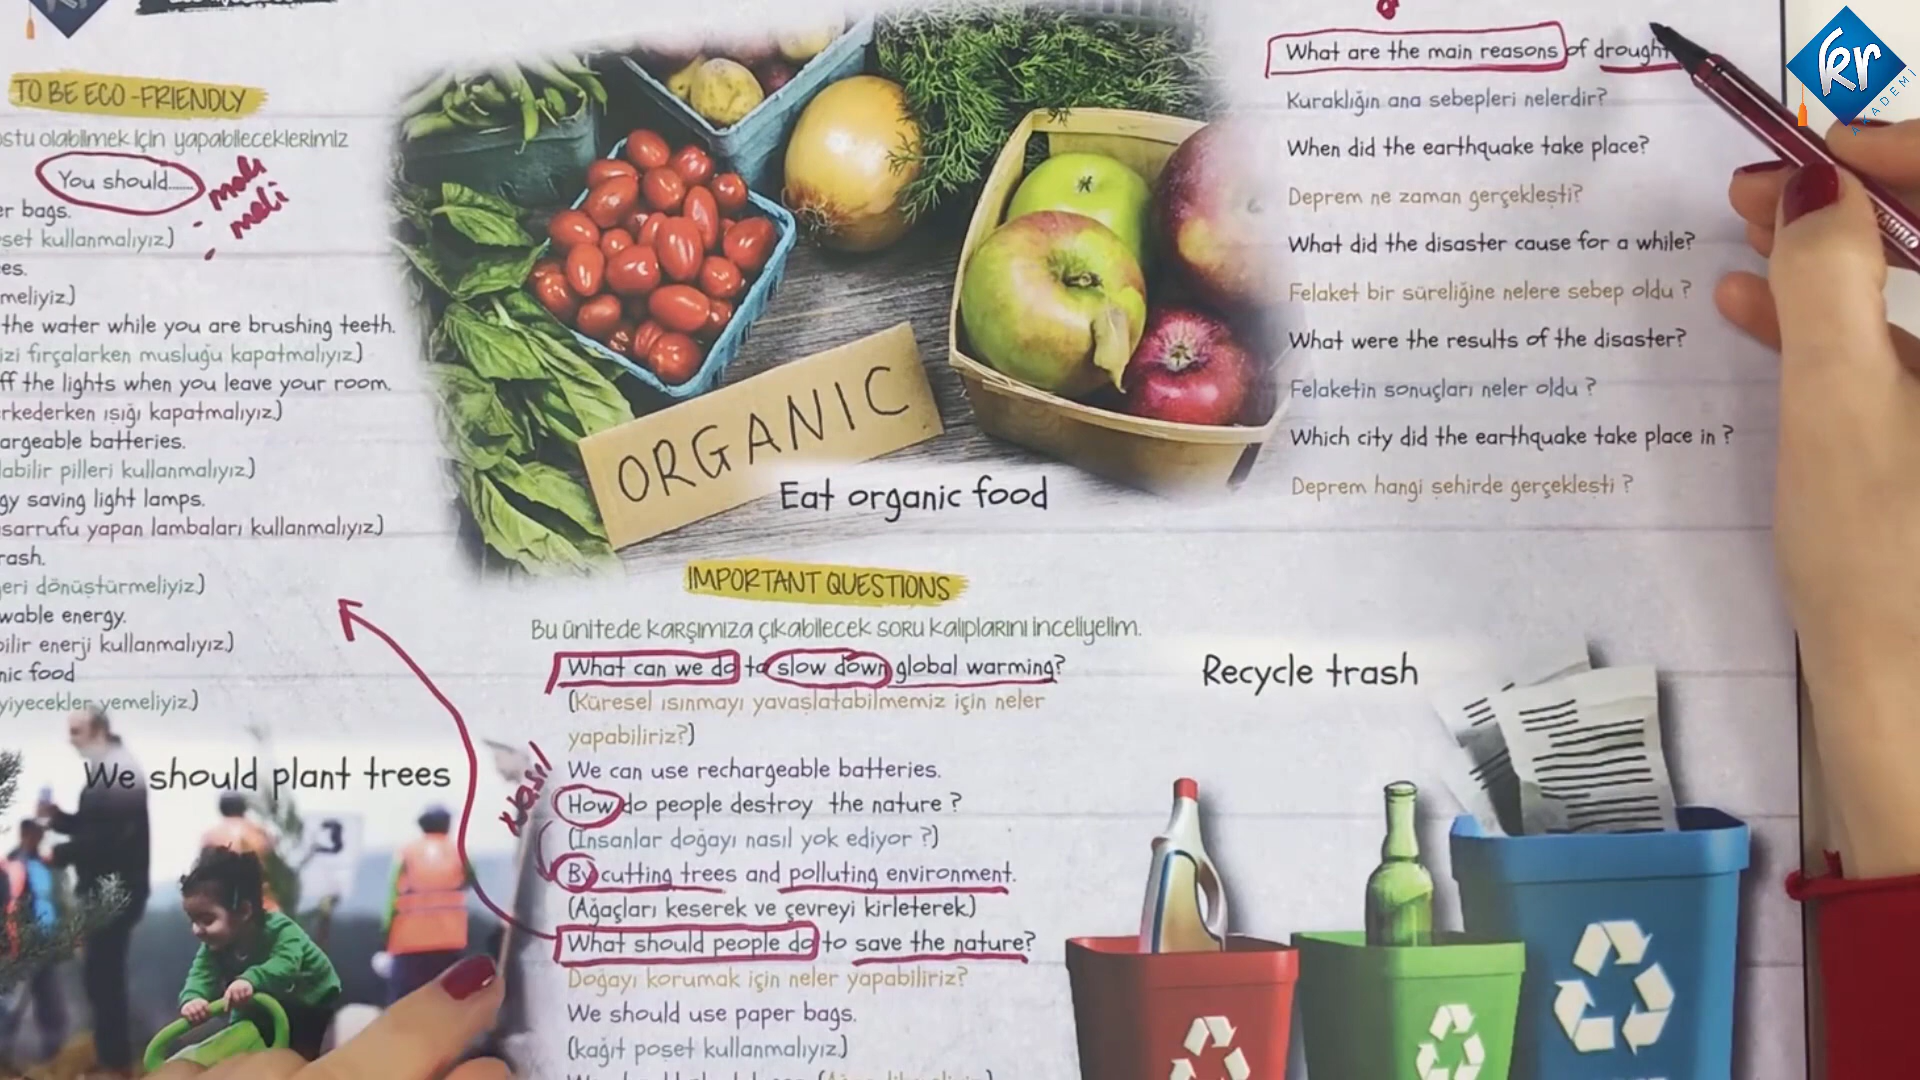 TO BE ECO-FRIENDLY
stu olabilmek için yapabileceklerimiz
You should......
malı
meli
er bags.
şet kullanmalıyız.)
es.
meliyiz.)
the water while you are brushing teeth.
izi fırçalarken musluğu kapatmalıyız.)
ff the lights when you leave your room.
rkederken ışığı kapatmalıyız.)
argeable batteries.
labilir pilleri kullanmalıyız.)
gy saving light lamps.
sarrufu yapan lambaları kullanmalıyız.)
rash.
eri dönüştürmeliyiz.)
wable energy.
bilir enerji kullanmalıyız.)
nic food
yiyecekler yemeliyiz.)
We should plant trees
3
ORGANIC
Eat organic food
IMPORTANT QUESTIONS
Bu ünitede karşımıza çıkabilecek soru kalıplarını inceliyelim.
What can we do to slow down global warming?
(Küresel ısınmayı yavaşlatabilmemiz için neler
yapabiliriz?)
We can use rechargeable batteries.
Nasıl
How do people destroy the nature ?
(İnsanlar doğayı nasıl yok ediyor ?)
By cutting trees and polluting environment.
(Ağaçları keserek ve çevreyi kirleterek.)
What should people do to save the nature?
Doğayı korumak için neler yapabiliriz?
We should use paper bags.
(kağıt poşet kullanmalıyız.)
What are the main reasons of drought
Kuraklığın ana sebepleri nelerdir?
When did the earthquake take place?
Deprem ne zaman gerçekleşti?
What did the disaster cause for a while?
Felaket bir süreliğine nelere sebep oldu ?
What were the results of the disaster?
Felaketin sonuçları neler oldu ?
Which city did the earthquake take place in ?
Deprem hangi şehirde gerçekleşti ?
Recycle trash
kr
AKADEMİ